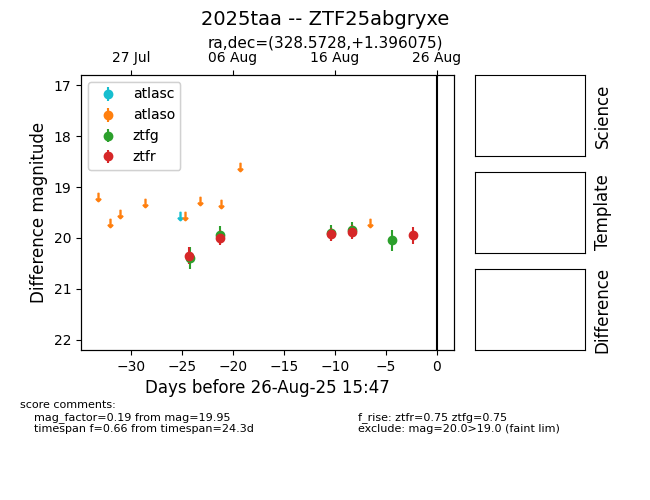 2025taa -- ZTF25abgryxe
ra,dec=(328.5728,+1.396075)
27 Jul 06 Aug 16 Aug 26 Aug
atlasc
atlaso
ztfg
ztfr
17
18
19
20
21
22
Difference magnitude
−30 −25 −20 −15 −10 −5 0
Days before 26-Aug-25 15:47
Science
Template
Difference
score comments:
mag_factor=0.19 from mag=19.95
timespan f=0.66 from timespan=24.3d
f_rise: ztfr=0.75 ztfg=0.75
exclude: mag=20.0>19.0 (faint lim)